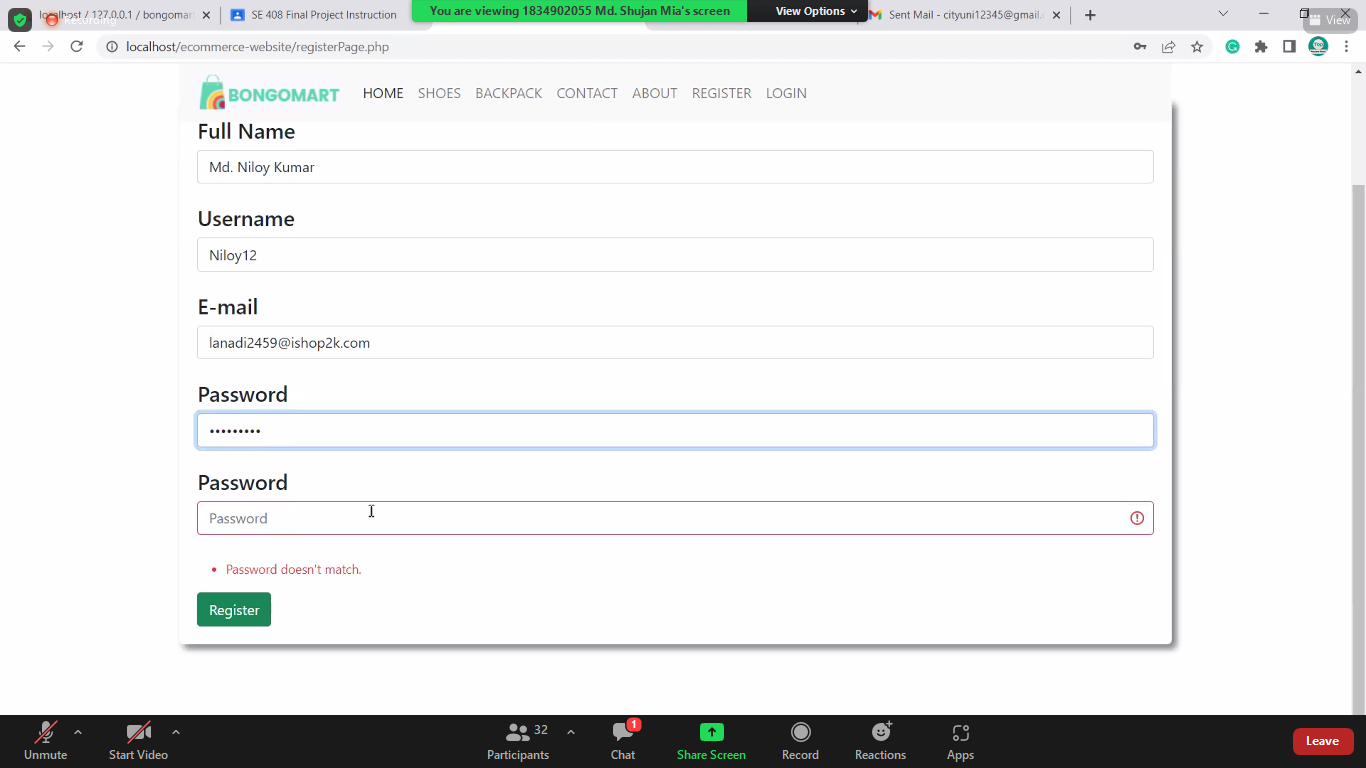 localhost / 127.0.0.1 / bongomar
Recording
SE 408 Final Project Instruction
You are viewing 1834902055 Md. Shujan Mia's screen
View Options
Sent Mail - cityuni12345@gmail.c
View
localhost/ecommerce-website/registerPage.php
BONGOMART
HOME SHOES BACKPACK CONTACT ABOUT REGISTER LOGIN
Full Name
Md. Niloy Kumar
Username
Niloy12
E-mail
lanadi2459@ishop2k.com
Password
•••••••••
Password
Password
• Password doesn't match.
Register
Unmute
Start Video
32
Participants
1
Chat
Share Screen
Record
Reactions
Apps
Leave